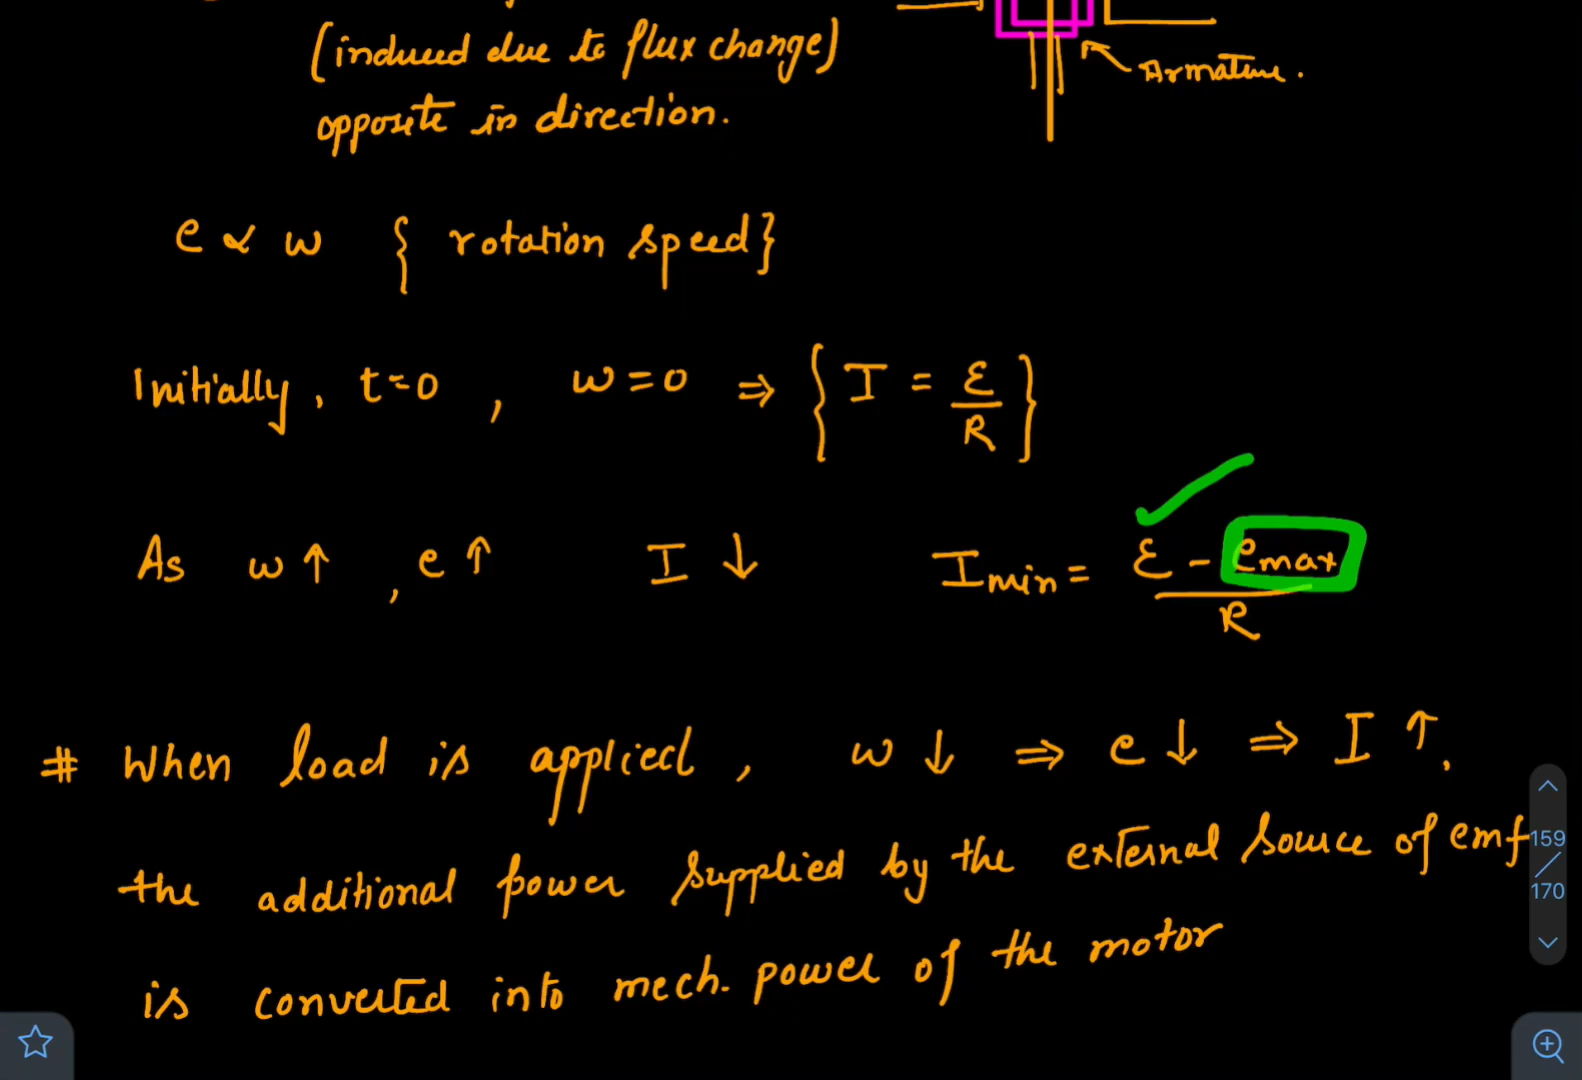 (induced due to flux change)
Armature.
opposite in direction.
e ∝ w { rotation speed}
Initially, t=0, w=0 ⇒ { I = ε/R }
As w↑, e↑ I↓ Imin = ε - emax / R
# When load is applied, w↓ ⇒ e↓ ⇒ I↑.
the additional power supplied by the external source of emf
is converted into mech. power of the motor
159
/
170